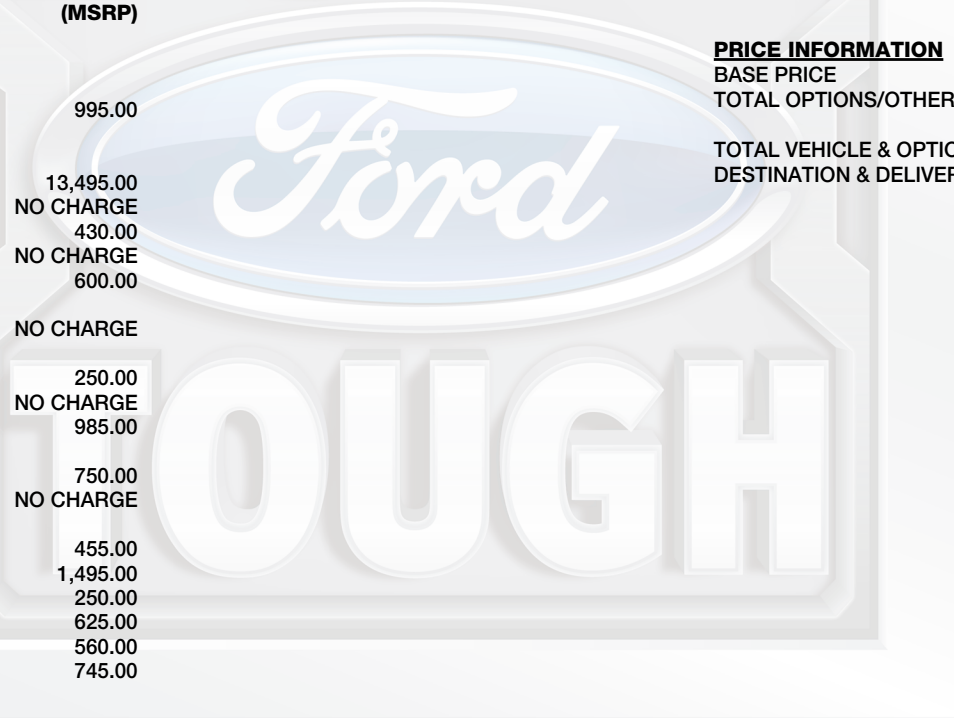 (MSRP)
995.00
13,495.00
NO CHARGE
430.00
NO CHARGE
600.00
NO CHARGE
250.00
NO CHARGE
985.00
750.00
NO CHARGE
455.00
1,495.00
250.00
625.00
560.00
745.00
PRICE INFORMATION
BASE PRICE
TOTAL OPTIONS/OTHER
TOTAL VEHICLE & OPTIO
DESTINATION & DELIVER
Ford
TOUGH